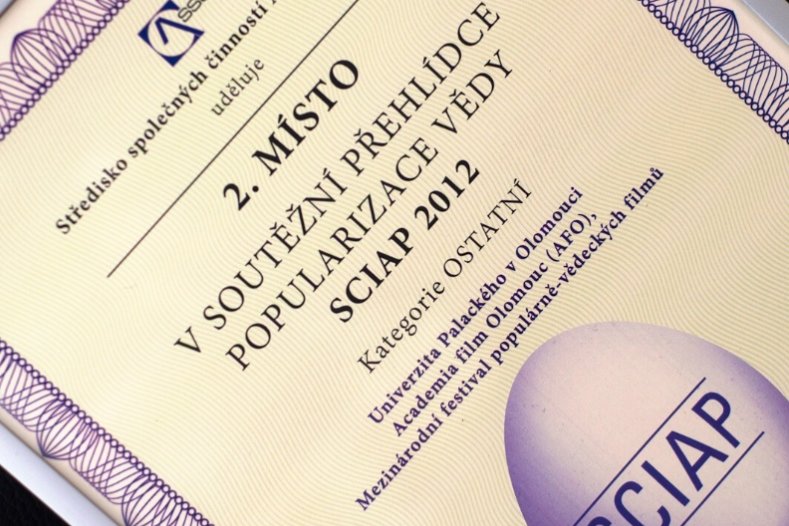 Středisko společných činností
uděluje
2. MÍSTO
V SOUTĚŽNÍ PŘEHLÍDCE
POPULARIZACE VĚDY
SCIAP 2012
Kategorie OSTATNÍ
Univerzita Palackého v Olomouci
Academia film Olomouc (AFO),
Mezinárodní festival populárně-vědeckých filmů
SCIAP